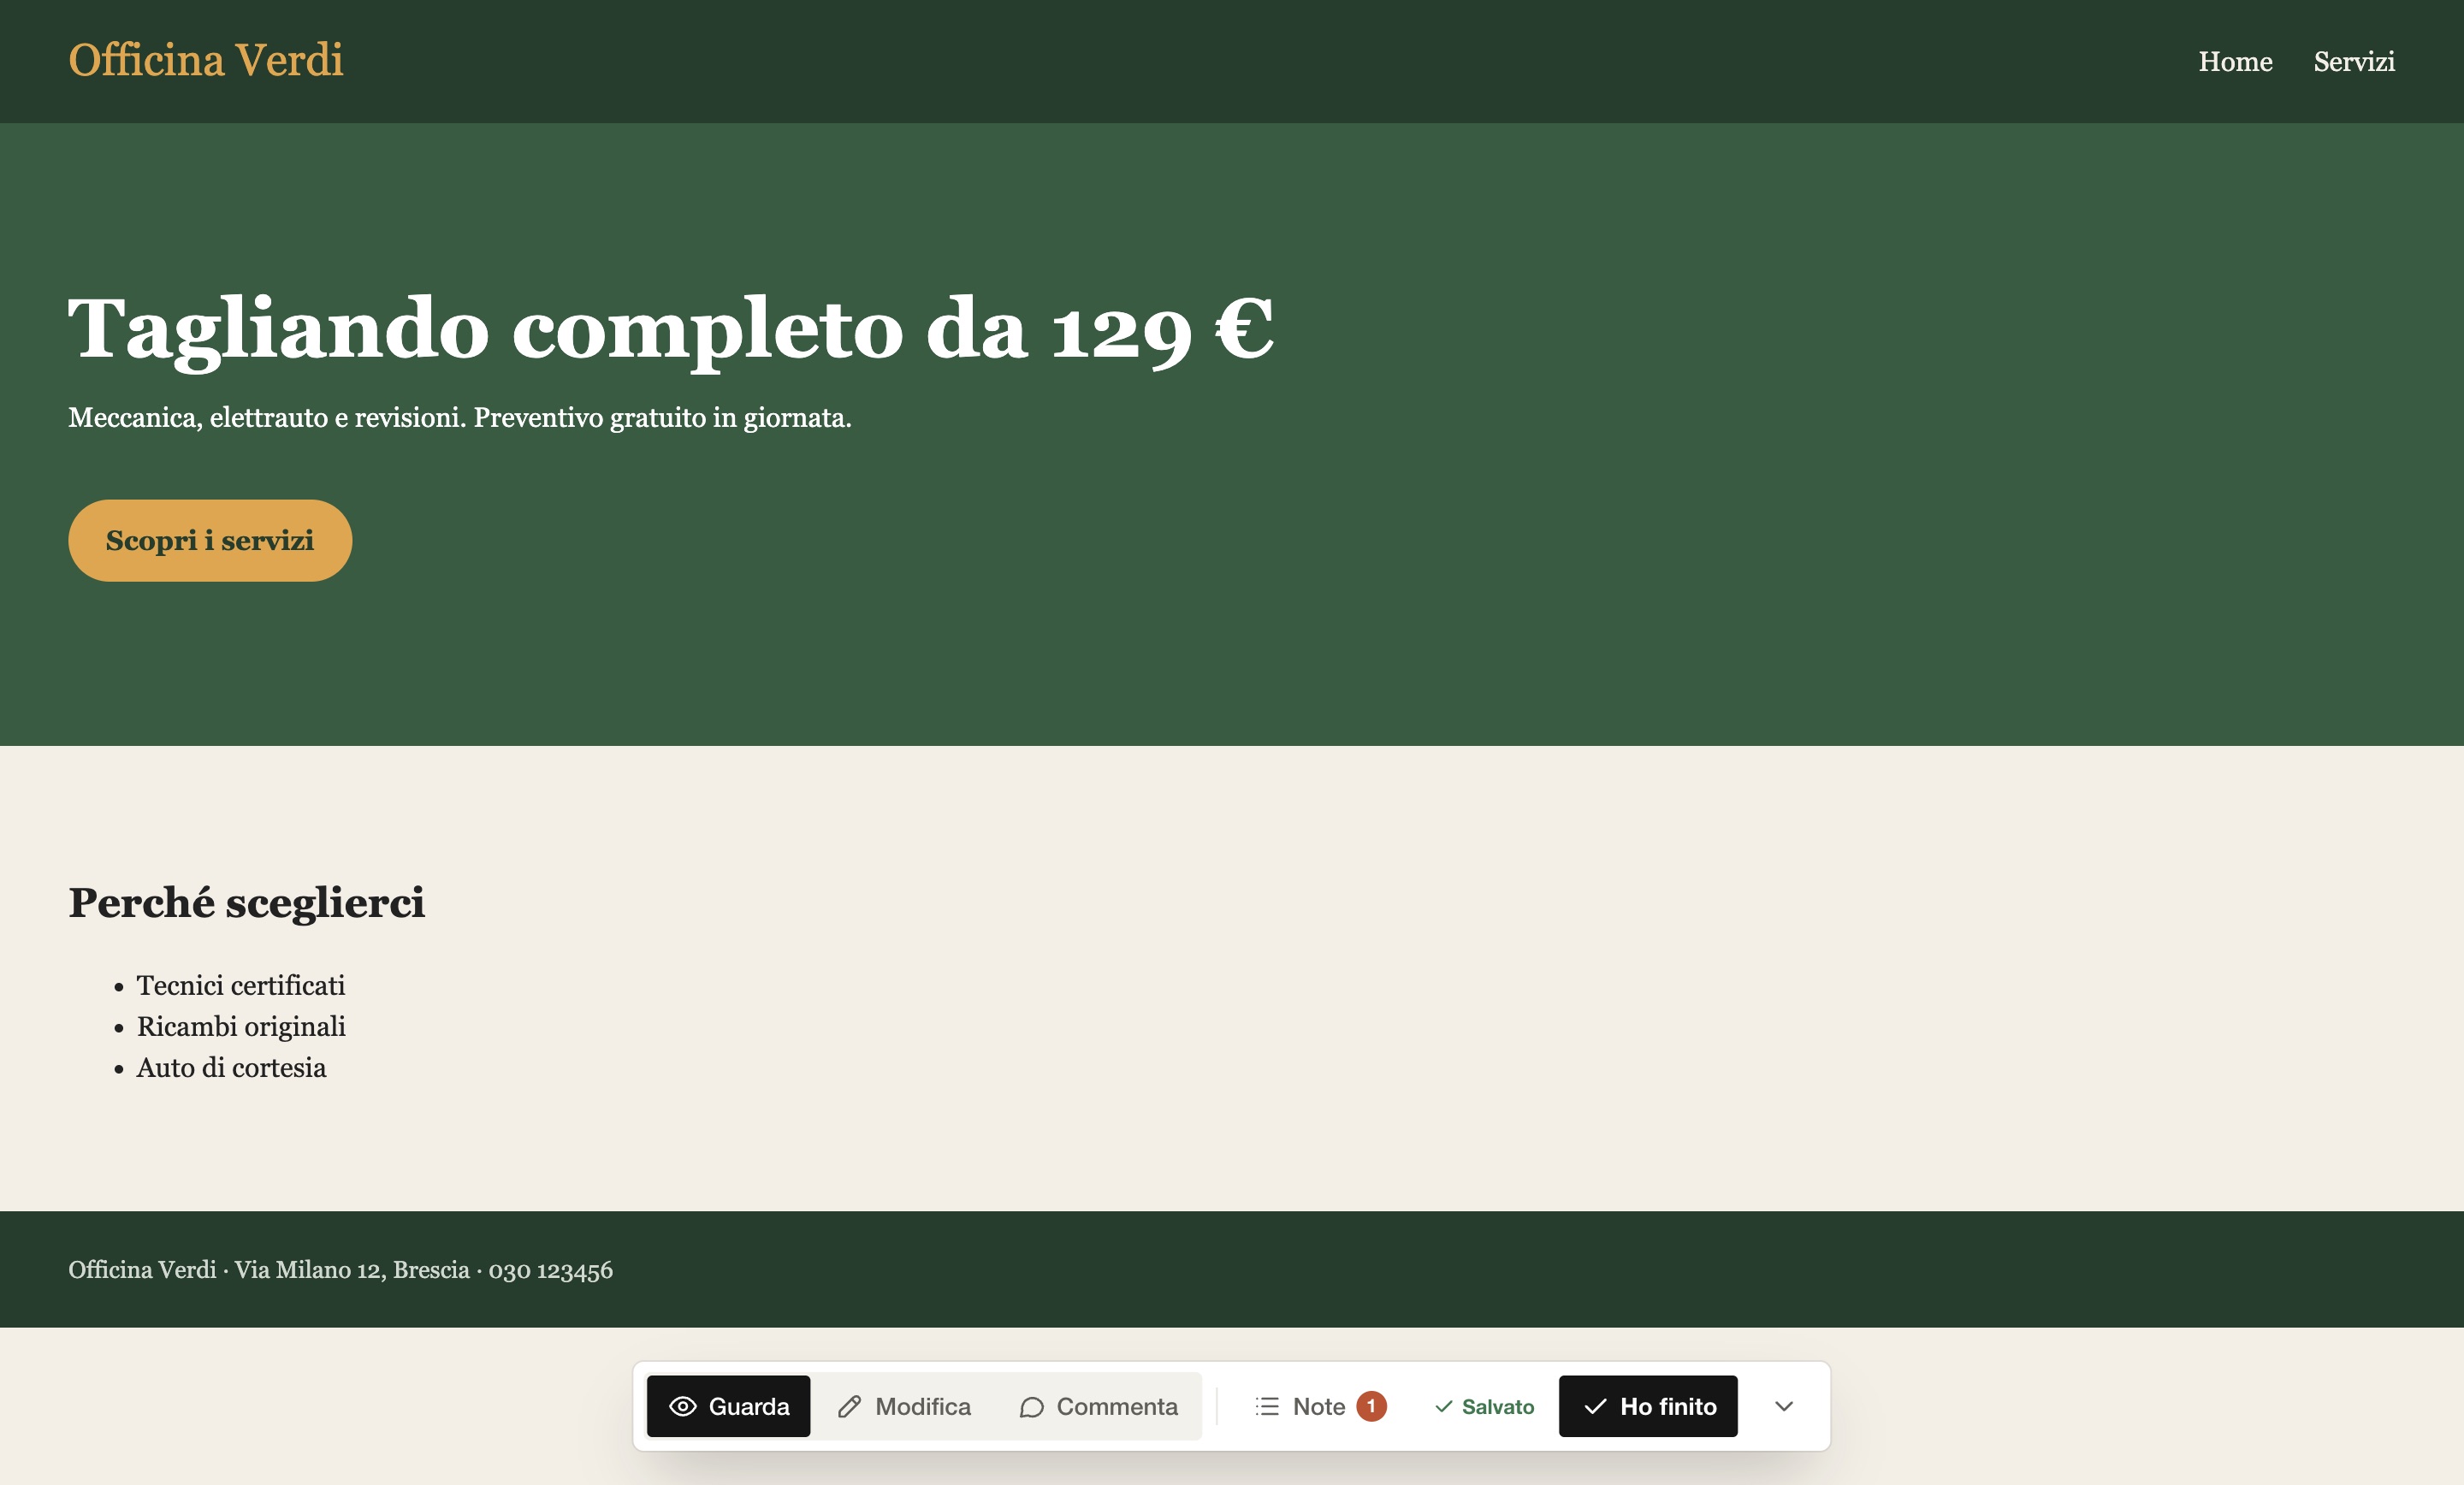 Officina Verdi
Home Servizi
Tagliando completo da 129 €
Meccanica, elettrauto e revisioni. Preventivo gratuito in giornata.
Scopri i servizi
Perché sceglierci
• Tecnici certificati
• Ricambi originali
• Auto di cortesia
Officina Verdi · Via Milano 12, Brescia · 030 123456
Guarda Modifica Commenta Note 1 Salvato Ho finito